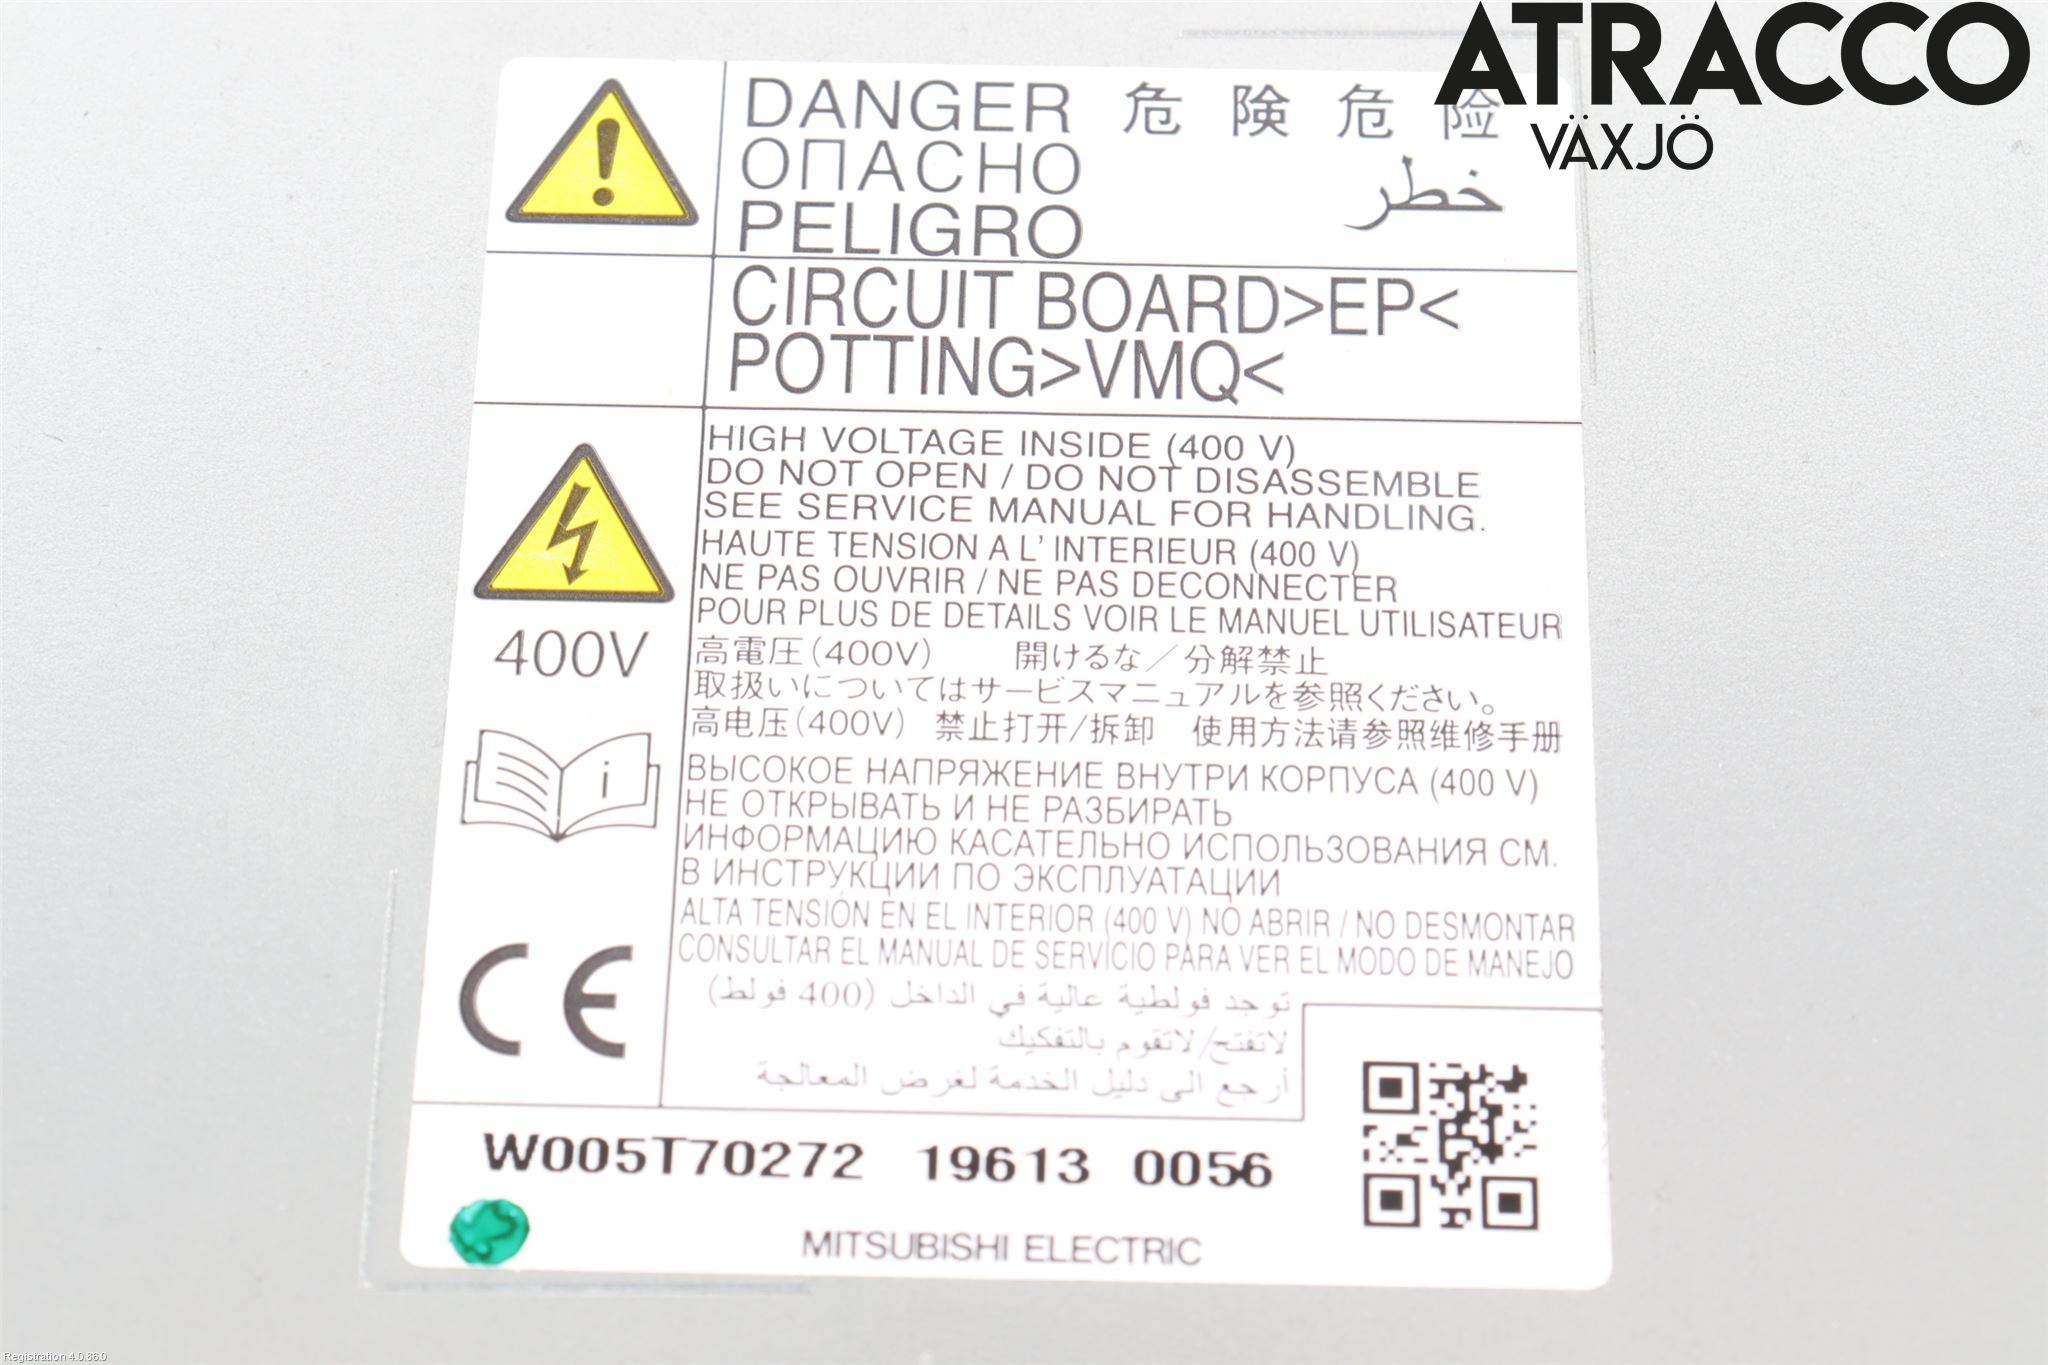 ATRACCO
VÄXJÖ
DANGER 危 険 危 险
ОПАСНО
PELIGRO
خطر
CIRCUIT BOARD>EP<
POTTING>VMQ<
HIGH VOLTAGE INSIDE (400 V)
DO NOT OPEN / DO NOT DISASSEMBLE
SEE SERVICE MANUAL FOR HANDLING.
HAUTE TENSION A L' INTERIEUR (400 V)
NE PAS OUVRIR / NE PAS DECONNECTER
POUR PLUS DE DETAILS VOIR LE MANUEL UTILISATEUR
高電圧(400V) 開けるな／分解禁止
取扱いについてはサービスマニュアルを参照ください。
高电压(400V) 禁止打开/拆卸 使用方法请参照维修手册
ВЫСОКОЕ НАПРЯЖЕНИЕ ВНУТРИ КОРПУСА (400 V)
НЕ ОТКРЫВАТЬ И НЕ РАЗБИРАТЬ
ИНФОРМАЦИЮ КАСАТЕЛЬНО ИСПОЛЬЗОВАНИЯ СМ.
В ИНСТРУКЦИИ ПО ЭКСПЛУАТАЦИИ
ALTA TENSIÓN EN EL INTERIOR (400 V) NO ABRIR / NO DESMONTAR
CONSULTAR EL MANUAL DE SERVICIO PARA VER EL MODO DE MANEJO
توجد فولطية عالية في الداخل (400 فولط)
لاتفتح/لاتقوم بالتفكيك
أرجع الى دليل الخدمة لغرض المعالجة
400V
i
CE
W005T70272 19613 0056
MITSUBISHI ELECTRIC
Registration 4.0.86.0